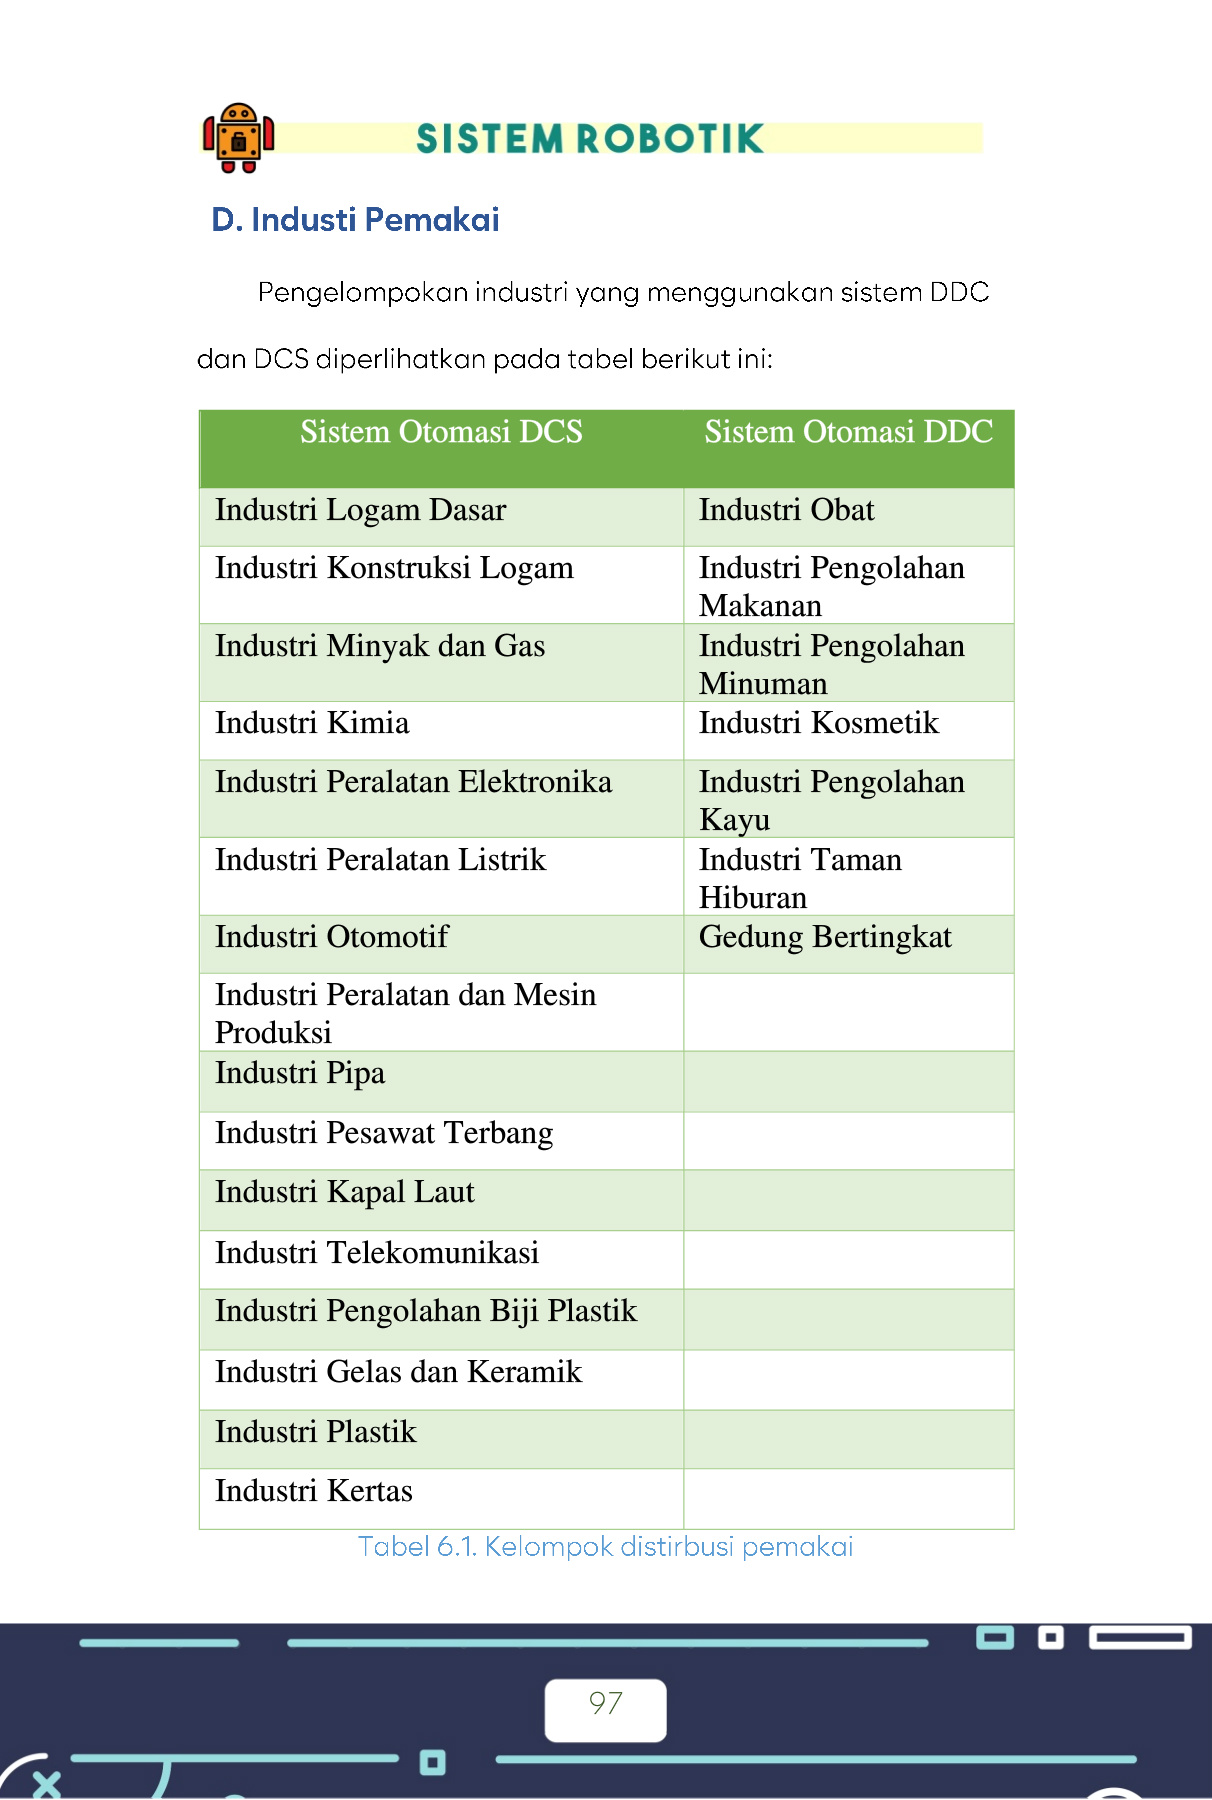 SISTEM ROBOTIK
D. Industi Pemakai
Pengelompokan industri yang menggunakan sistem DDC
dan DCS diperlihatkan pada tabel berikut ini:
Sistem Otomasi DCS Sistem Otomasi DDC
Industri Logam Dasar Industri Obat
Industri Konstruksi Logam Industri Pengolahan
Makanan
Industri Minyak dan Gas Industri Pengolahan
Minuman
Industri Kimia Industri Kosmetik
Industri Peralatan Elektronika Industri Pengolahan
Kayu
Industri Peralatan Listrik Industri Taman
Hiburan
Industri Otomotif Gedung Bertingkat
Industri Peralatan dan Mesin
Produksi
Industri Pipa
Industri Pesawat Terbang
Industri Kapal Laut
Industri Telekomunikasi
Industri Pengolahan Biji Plastik
Industri Gelas dan Keramik
Industri Plastik
Industri Kertas
Tabel 6.1. Kelompok distirbusi pemakai
97